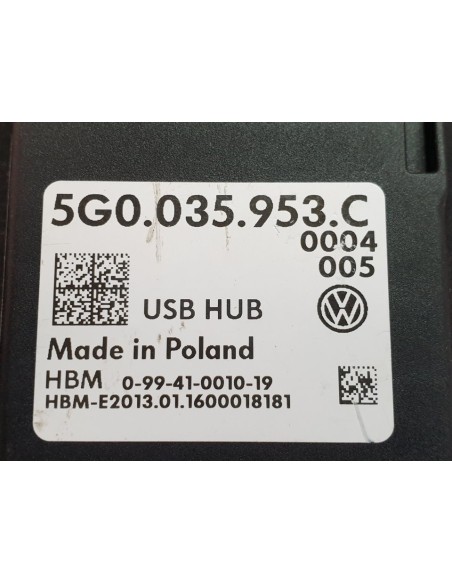 5G0.035.953.C
0004
005
USB HUB
Made in Poland
HBM 0-99-41-0010-19
HBM-E2013.01.1600018181